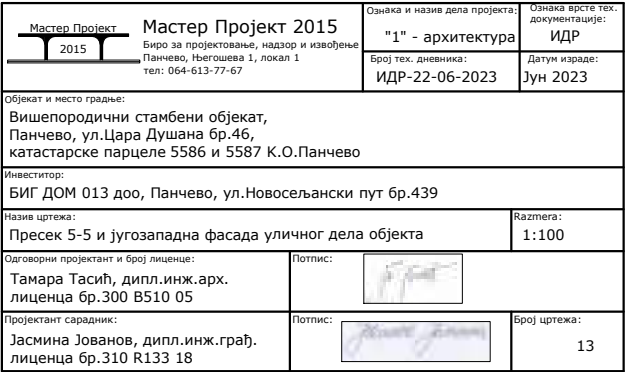 Мастер Пројект
2015
Мастер Пројект 2015
Биро за пројектовање, надзор и извођење
Панчево, Његошева 1, локал 1
тел: 064-613-77-67
Ознака и назив дела пројекта:
"1" - архитектура
Ознака врсте тех.
документације:
ИДР
Број тех. дневника:
ИДР-22-06-2023
Датум израде:
Јун 2023
Објекат и место градње:
Вишепородични стамбени објекат,
Панчево, ул.Цара Душана бр.46,
катастарске парцеле 5586 и 5587 К.О.Панчево
Инвеститор:
БИГ ДОМ 013 доо, Панчево, ул.Новосељански пут бр.439
Назив цртежа:
Пресек 5-5 и југозападна фасада уличног дела објекта
Razmera:
1:100
Одговорни пројектант и број лиценце:
Тамара Тасић, дипл.инж.арх.
лиценца бр.300 В510 05
Потпис:
Пројектант сарадник:
Јасмина Јованов, дипл.инж.грађ.
лиценца бр.310 R133 18
Потпис:
Број цртежа:
13